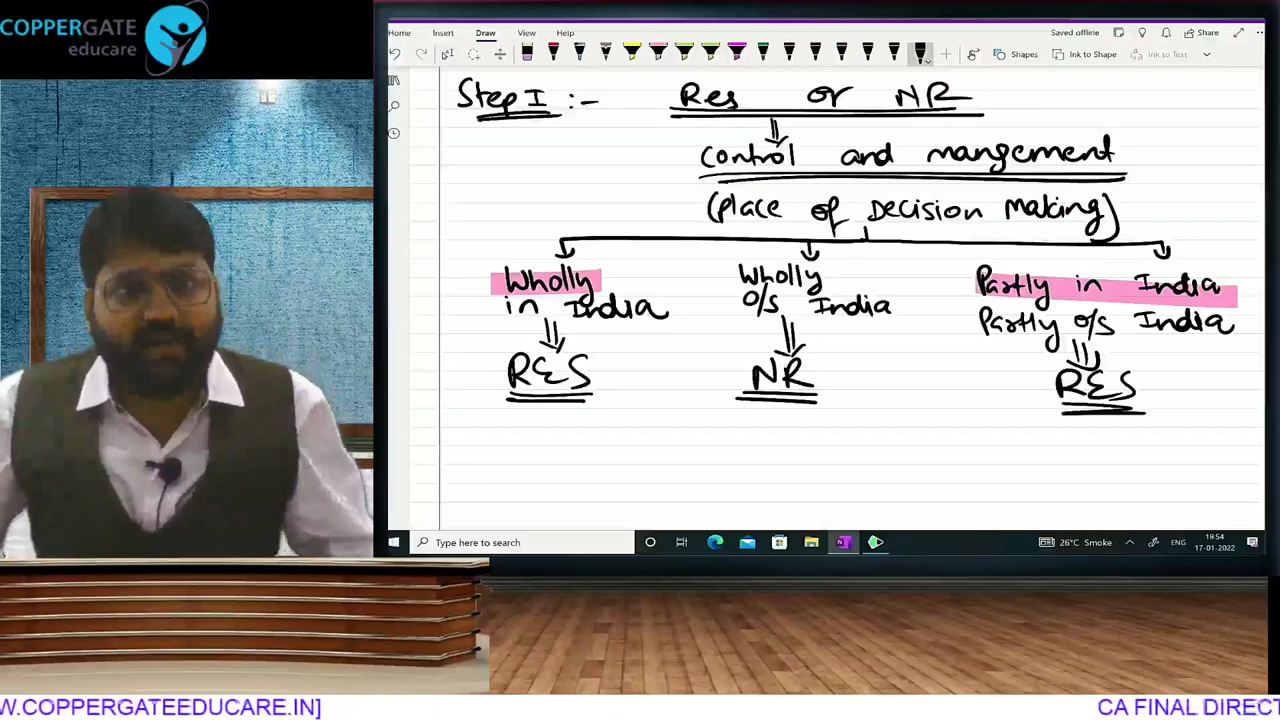 COPPERGATE
educare
Home Insert Draw View Help
Saved offline
Share
Shapes
Ink to Shape
Ink to Text
Step I :- Res or NR
Control and mangement
(Place of Decision Making)
Wholly
in India
RES
Wholly
o/s India
NR
Partly in India
Partly o/s India
RES
Type here to search
26°C Smoke
ENG
19:54
17-01-2022
W.COPPERGATEEDUCARE.IN]
CA FINAL DIRECT